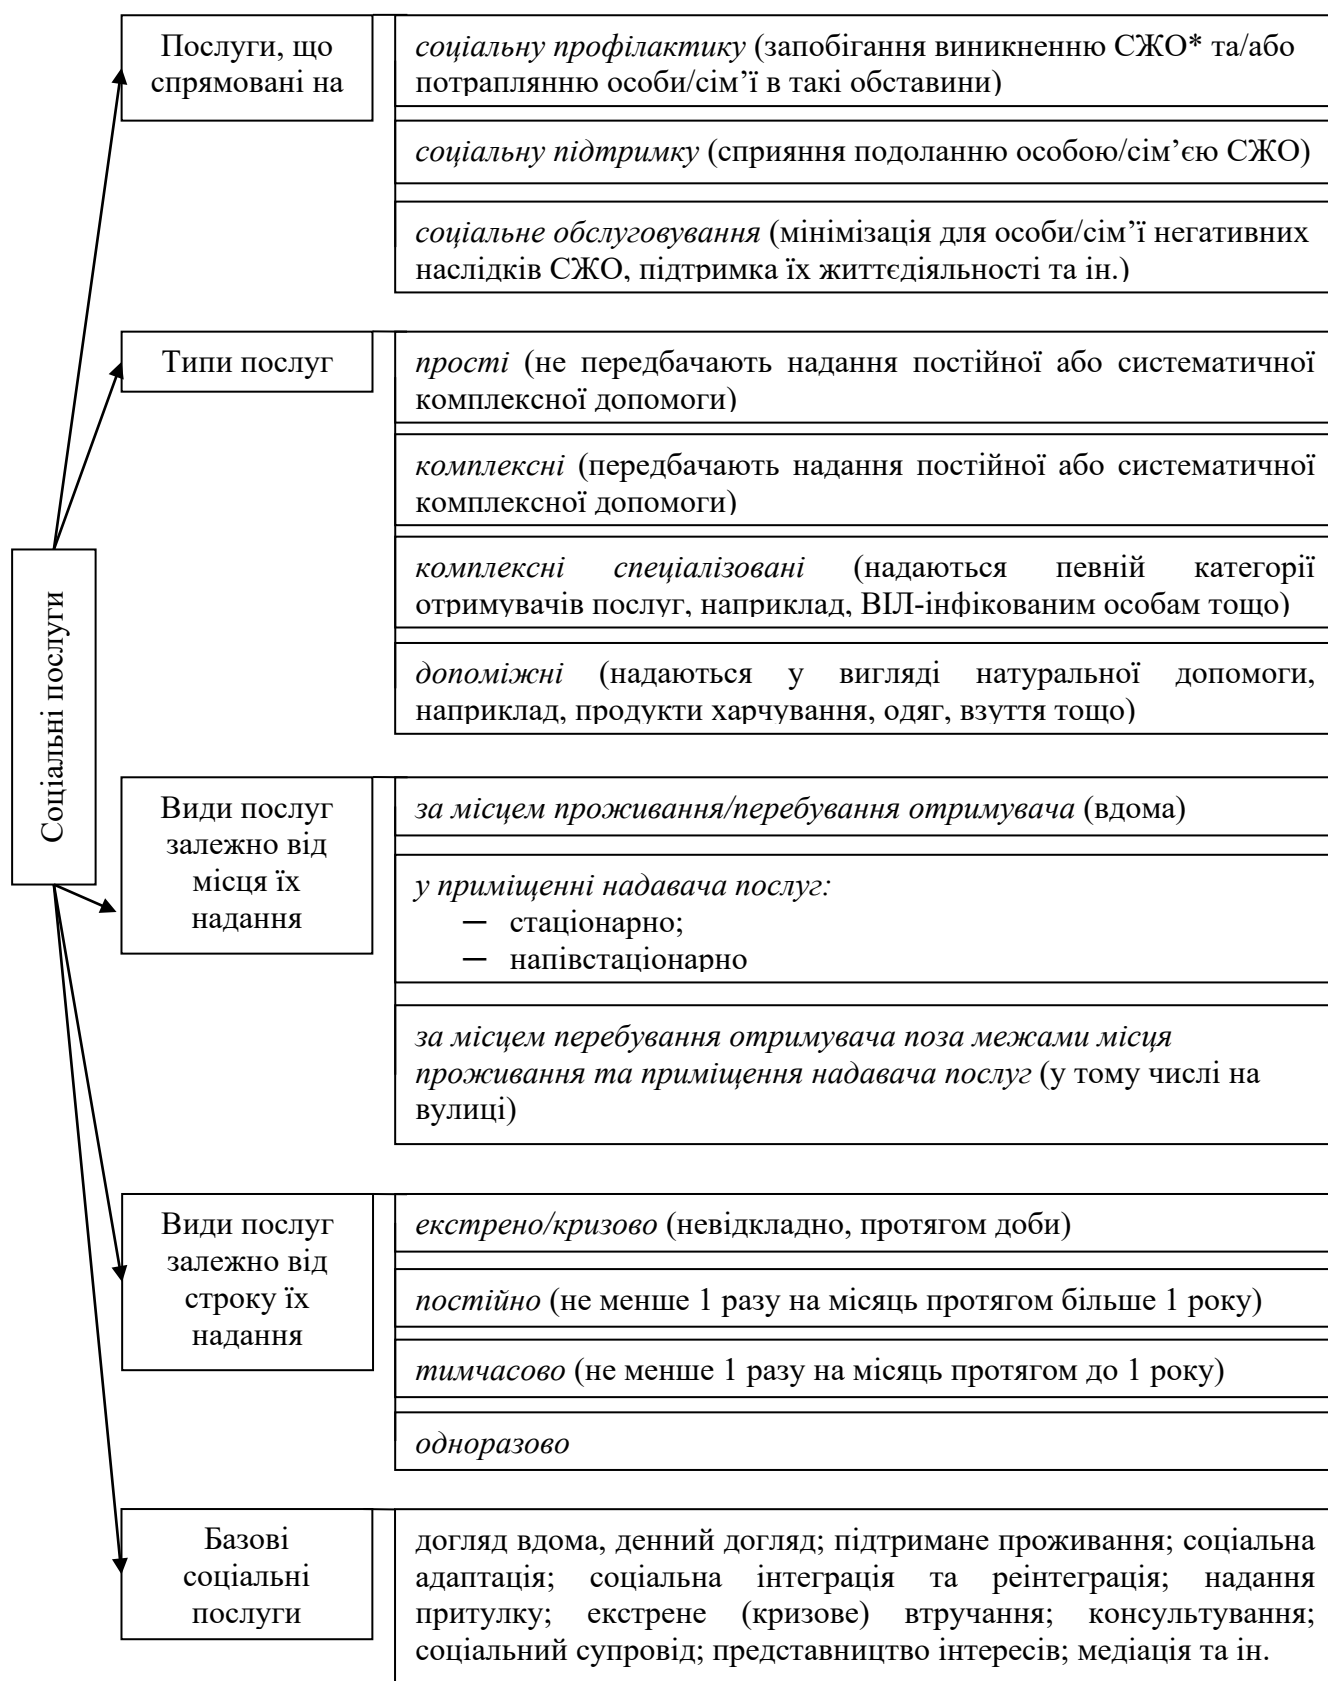 Соціальні послуги
Послуги, що
спрямовані на
соціальну профілактику (запобігання виникненню СЖО* та/або
потраплянню особи/сім’ї в такі обставини)
соціальну підтримку (сприяння подоланню особою/сім’єю СЖО)
соціальне обслуговування (мінімізація для особи/сім’ї негативних
наслідків СЖО, підтримка їх життєдіяльності та ін.)
Типи послуг
прості (не передбачають надання постійної або систематичної
комплексної допомоги)
комплексні (передбачають надання постійної або систематичної
комплексної допомоги)
комплексні спеціалізовані (надаються певній категорії
отримувачів послуг, наприклад, ВІЛ-інфікованим особам тощо)
допоміжні (надаються у вигляді натуральної допомоги,
наприклад, продукти харчування, одяг, взуття тощо)
Види послуг
залежно від
місця їх
надання
за місцем проживання/перебування отримувача (вдома)
у приміщенні надавача послуг:
— стаціонарно;
— напівстаціонарно
за місцем перебування отримувача поза межами місця
проживання та приміщення надавача послуг (у тому числі на
вулиці)
Види послуг
залежно від
строку їх
надання
екстрено/кризово (невідкладно, протягом доби)
постійно (не менше 1 разу на місяць протягом більше 1 року)
тимчасово (не менше 1 разу на місяць протягом до 1 року)
одноразово
Базові
соціальні
послуги
догляд вдома, денний догляд; підтримане проживання; соціальна
адаптація; соціальна інтеграція та реінтеграція; надання
притулку; екстрене (кризове) втручання; консультування;
соціальний супровід; представництво інтересів; медіація та ін.